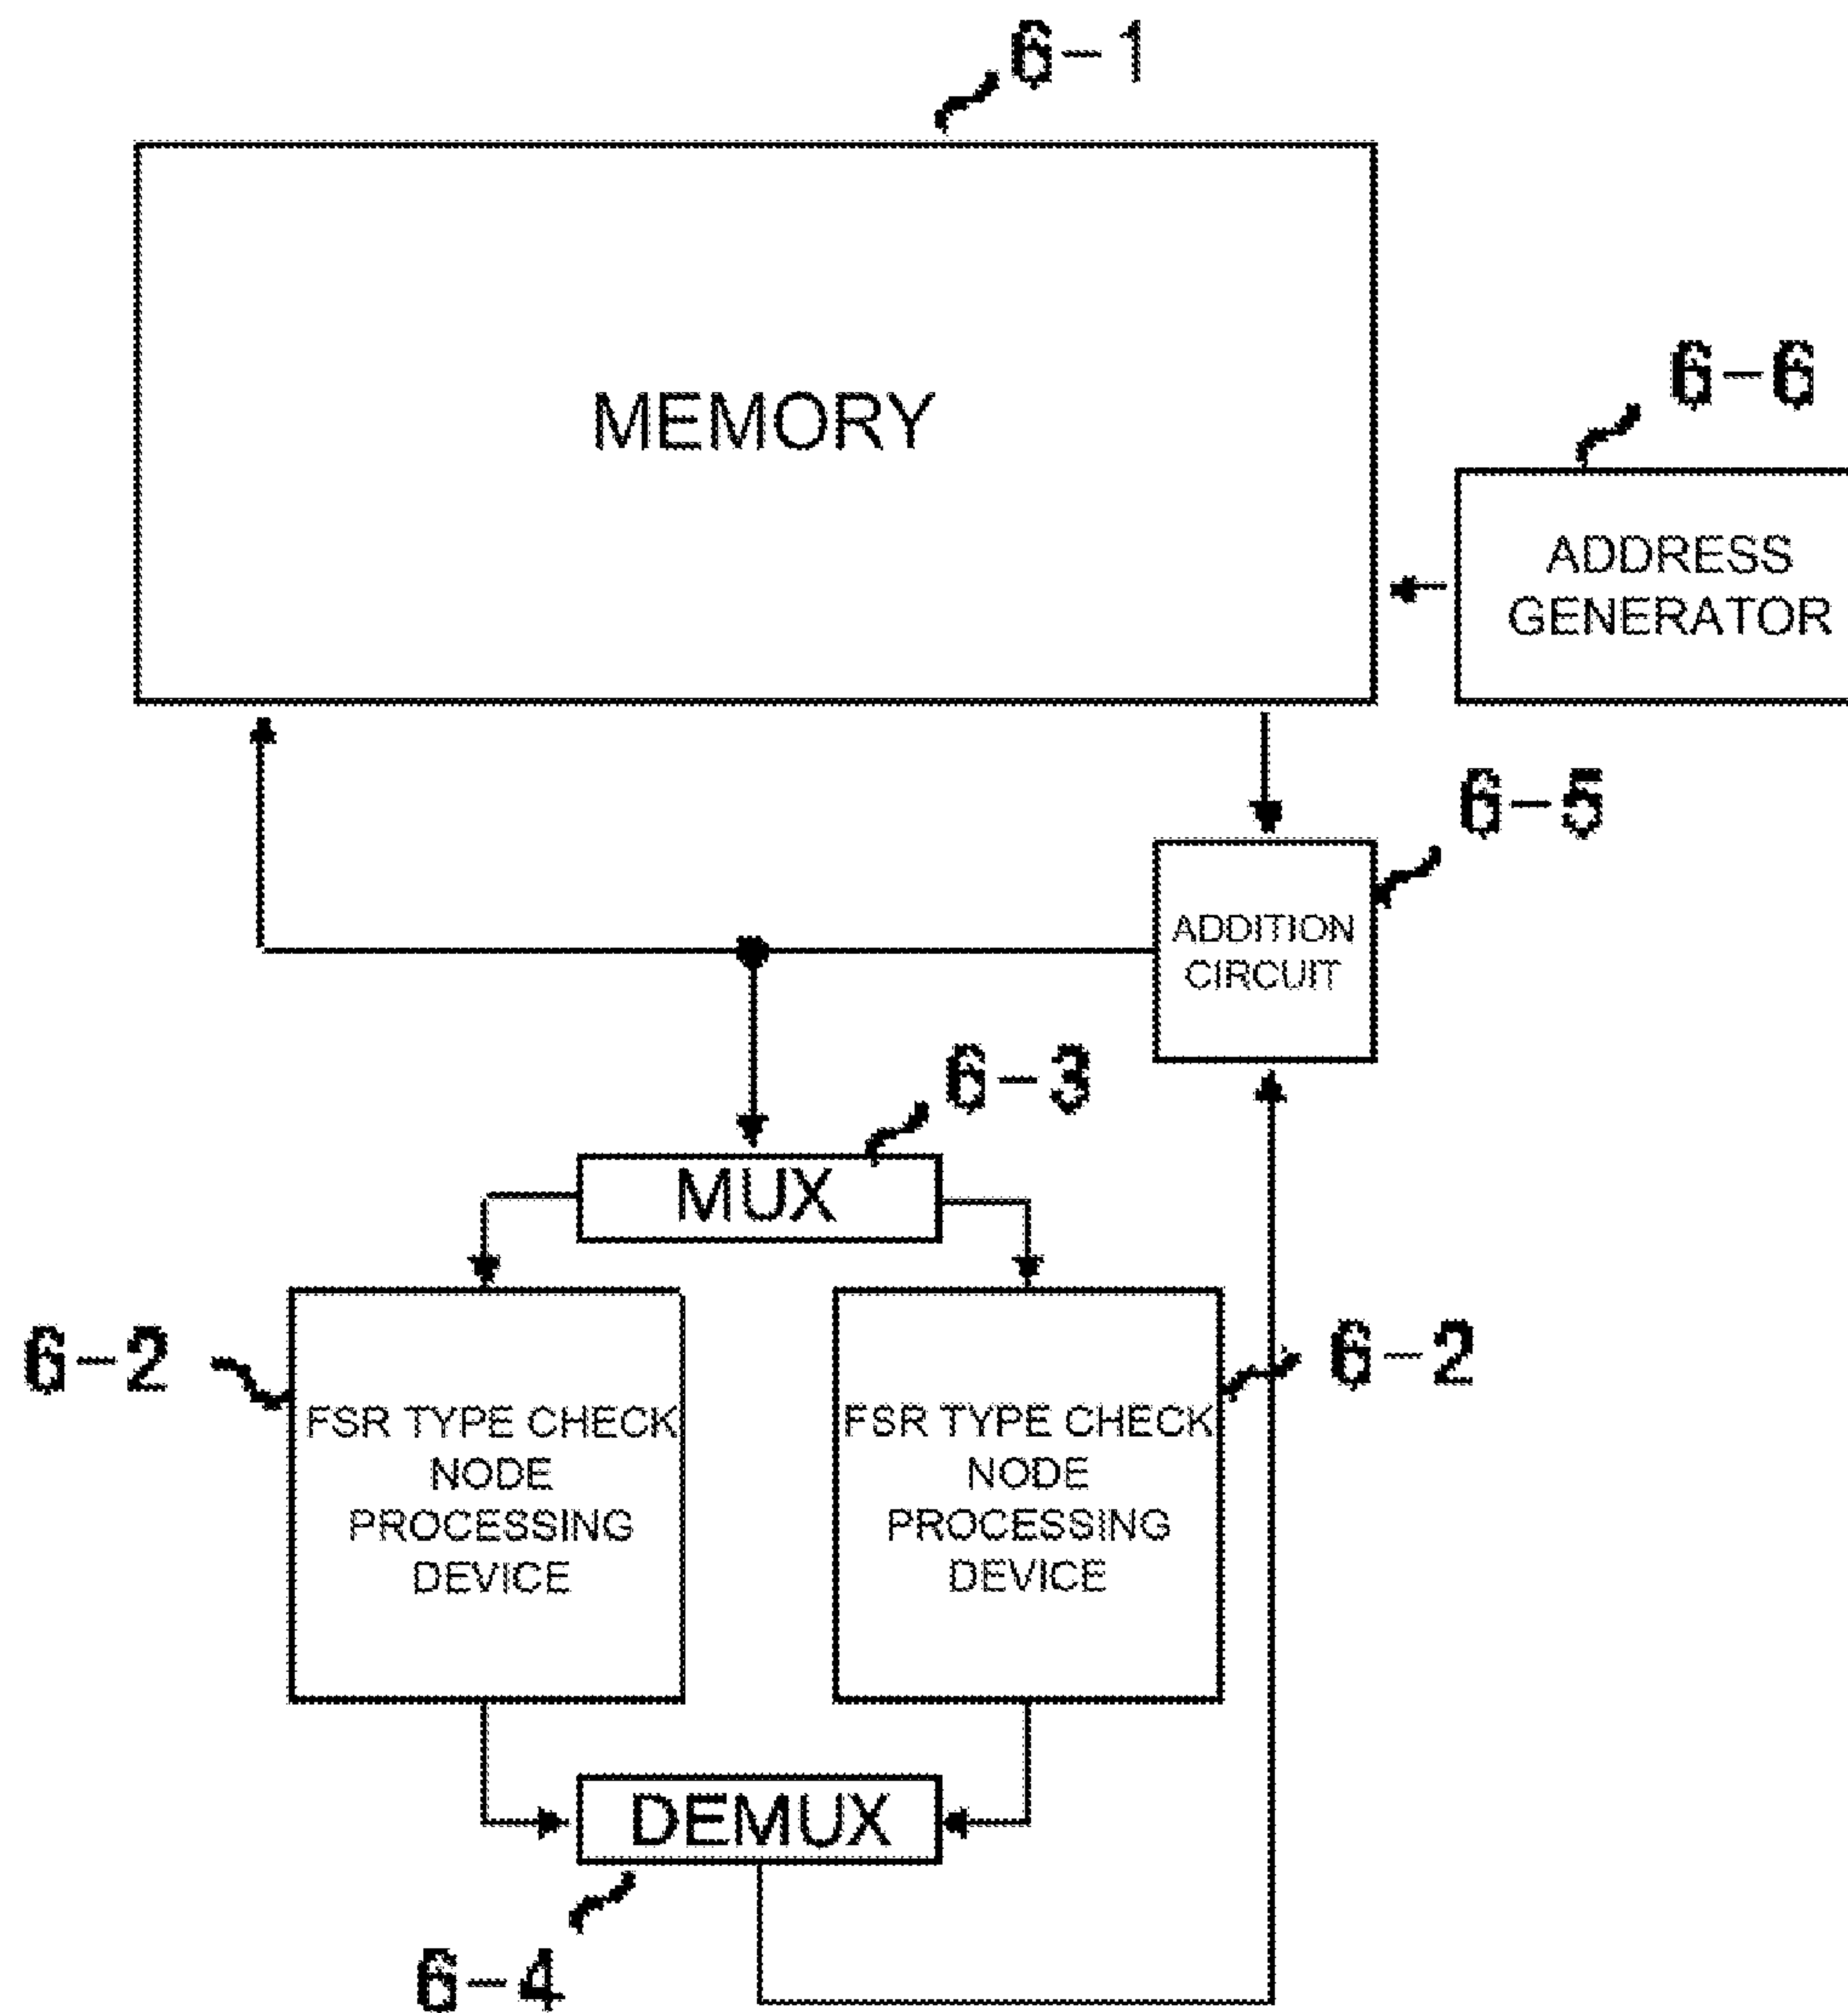 6-1
MEMORY
6-6
ADDRESS
GENERATOR
6-5
ADDITION
CIRCUIT
6-3
MUX
6-2
FSR TYPE CHECK
NODE
PROCESSING
DEVICE
FSR TYPE CHECK
NODE
PROCESSING
DEVICE
6-2
DEMUX
6-4